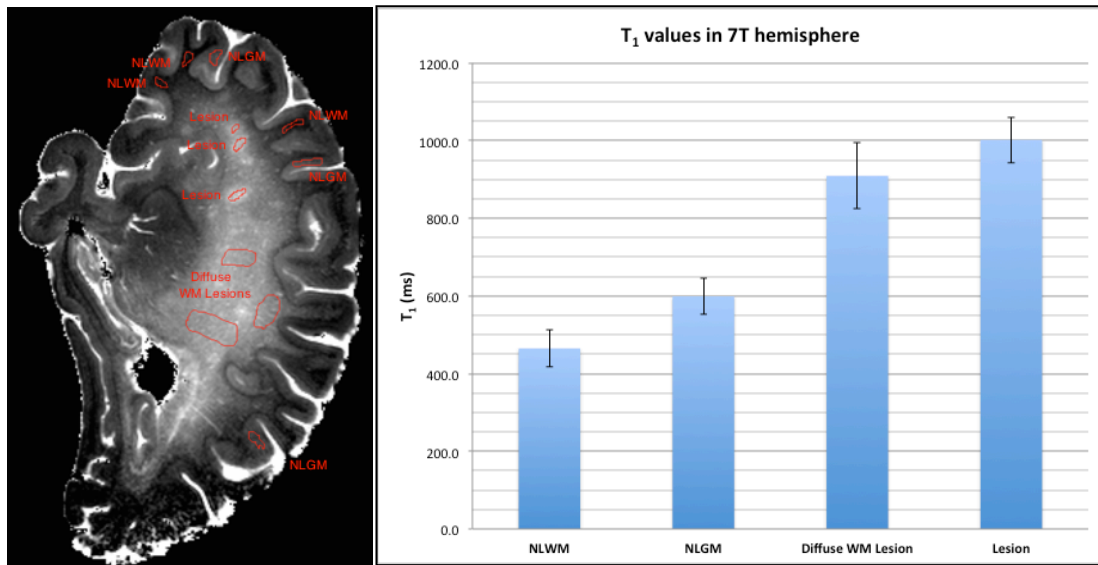 NLWM
NLGM
NLWM
Lesion
NLWM
Lesion
NLGM
Lesion
Diffuse
WM Lesions
NLGM
T1 values in 7T hemisphere
T1 (ms)
1200.0
1000.0
800.0
600.0
400.0
200.0
0.0
NLWM
NLGM
Diffuse WM Lesion
Lesion